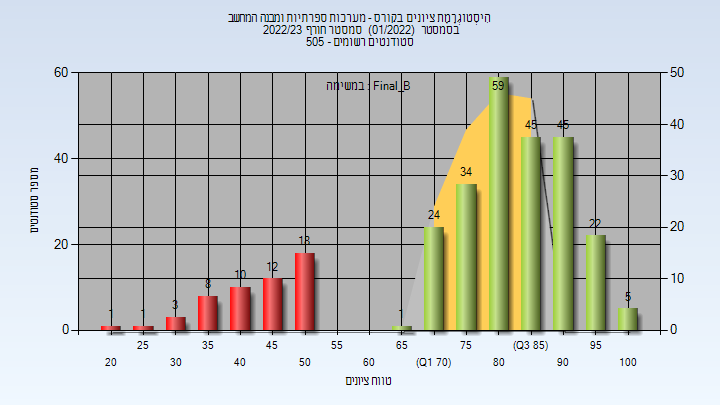 היסטוגרמת ציונים בקורס - מערכות ספרתיות ומבנה המחשב
בסמסטר (01/2022) סמסטר חורף 2022/23
סטודנטים רשומים - 505
במשימה : Final_B
60 40 20 0
50 40 30 20 10 0
מספר סטודנטים
1 1 3 8 10 12 18 1 24 34 59 45 45 22 5
25 35 45 55 65 75 (Q3 85) 95
20 30 40 50 60 (Q1 70) 80 90 100
טווח ציונים